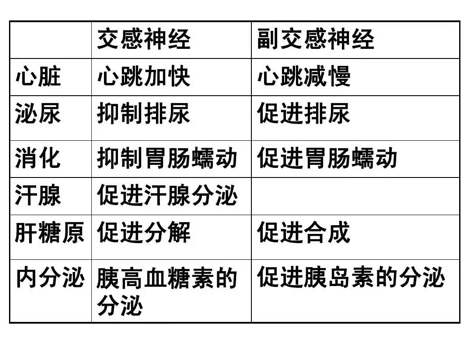 交感神经 副交感神经
心脏 心跳加快 心跳减慢
泌尿 抑制排尿 促进排尿
消化 抑制胃肠蠕动 促进胃肠蠕动
汗腺 促进汗腺分泌
肝糖原 促进分解 促进合成
内分泌 胰高血糖素的 促进胰岛素的分泌
分泌